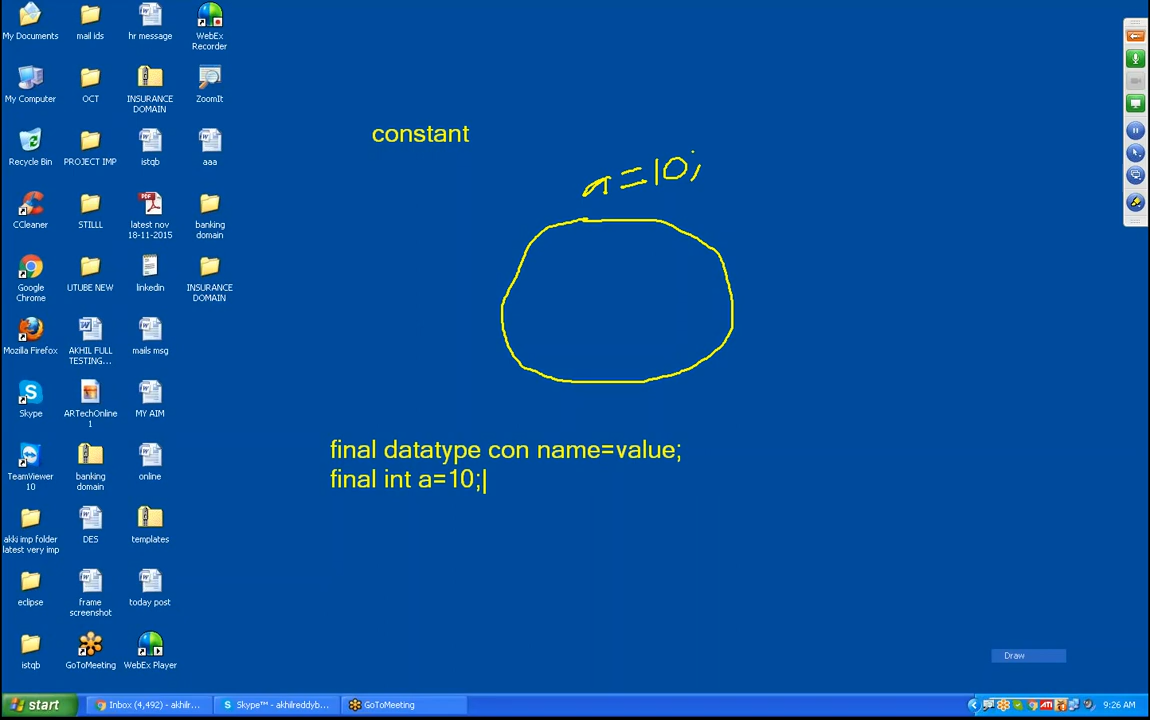 My Documents
mail ids
hr message
WebEx
Recorder
My Computer
OCT
INSURANCE
DOMAIN
ZoomIt
Recycle Bin
PROJECT IMP
istqb
aaa
CCleaner
STILLL
latest nov
18-11-2015
banking
domain
Google
Chrome
UTUBE NEW
linkedin
INSURANCE
DOMAIN
Mozilla Firefox
AKHIL FULL
TESTING...
mails msg
Skype
ARTechOnline
1
MY AIM
TeamViewer
10
banking
domain
online
akki imp folder
latest very imp
DES
templates
eclipse
frame
screenshot
today post
istqb
GoToMeeting
WebEx Player
constant
a=10;
final datatype con name=value;
final int a=10;
Draw
start
Inbox (4,492) - akhilr...
Skype™ - akhilreddyb...
GoToMeeting
9:26 AM